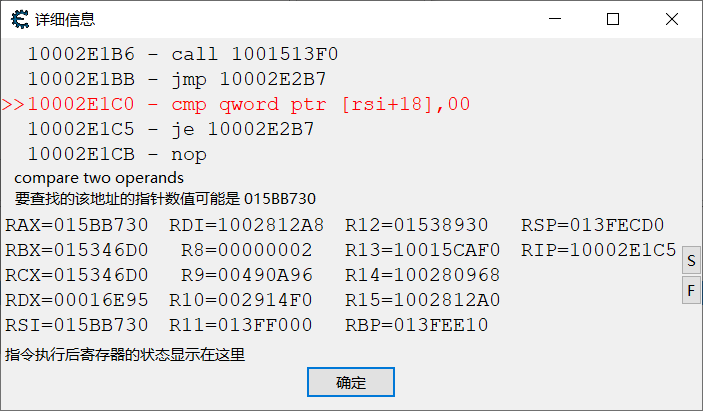 详细信息
10002E1B6 - call 1001513F0
10002E1BB - jmp 10002E2B7
>>10002E1C0 - cmp qword ptr [rsi+18],00
10002E1C5 - je 10002E2B7
10002E1CB - nop
compare two operands
要查找的该地址的指针数值可能是 015BB730
RAX=015BB730 RDI=1002812A8 R12=01538930 RSP=013FECD0
RBX=015346D0 R8=00000002 R13=10015CAF0 RIP=10002E1C5
RCX=015346D0 R9=00490A96 R14=100280968
RDX=00016E95 R10=002914F0 R15=1002812A0
RSI=015BB730 R11=013FF000 RBP=013FEE10
S
F
指令执行后寄存器的状态显示在这里
确定